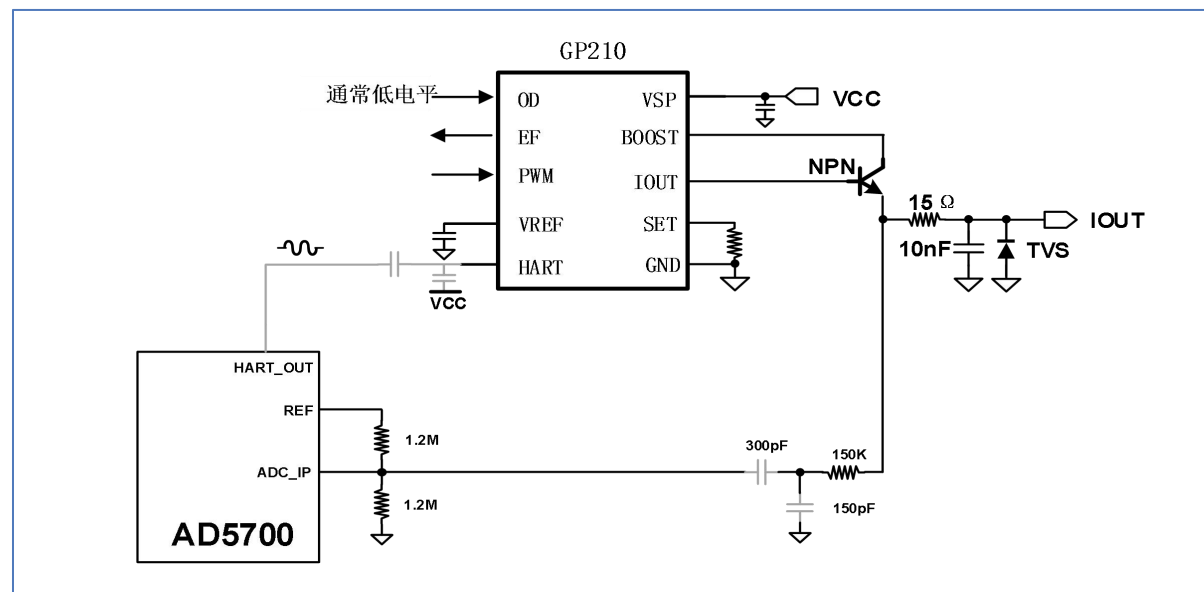 GP210
通常低电平
OD
VSP
VCC
EF
BOOST
PWM
IOUT
NPN
15 Ω
IOUT
VREF
SET
10nF
TVS
HART
GND
VCC
HART_OUT
REF
1.2M
ADC_IP
300pF
150K
1.2M
150pF
AD5700